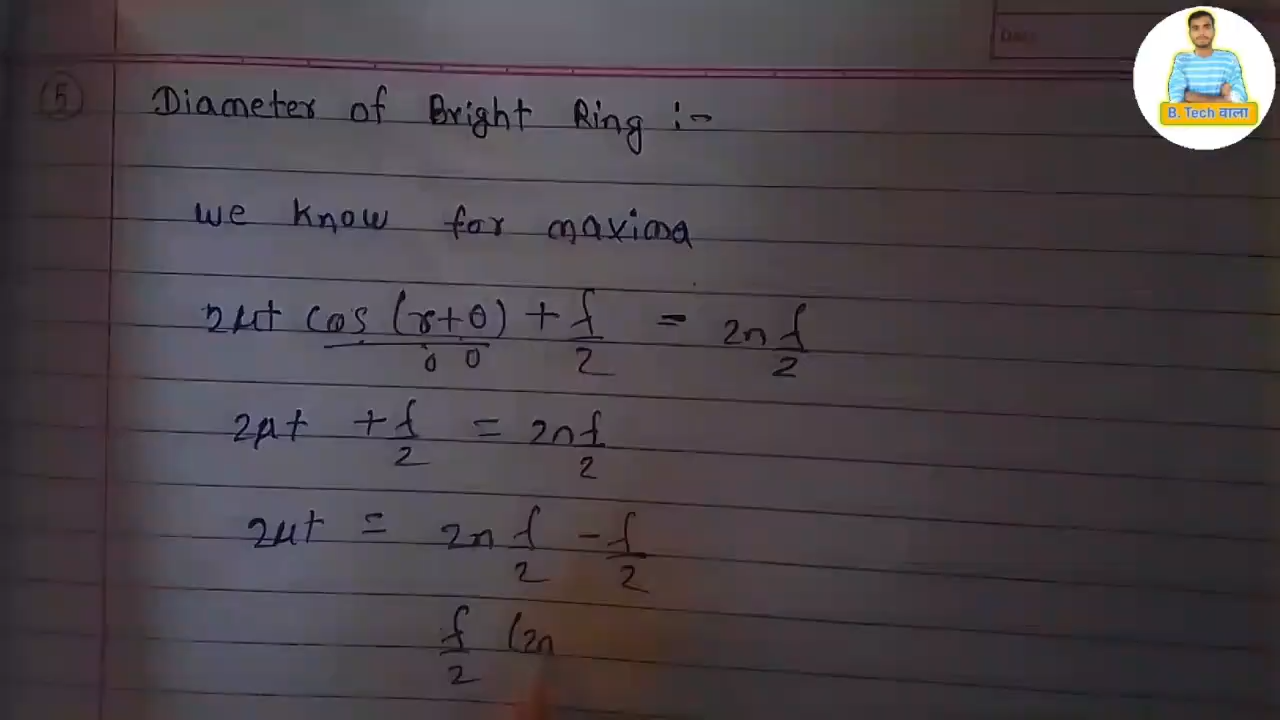 Date
B. Tech वाला
5 Diameter of Bright Ring :-
we know for maxima
2μt cos (r+θ) + λ/2 = 2n λ/2
0 0
2μt + λ/2 = 2n λ/2
2μt = 2n λ/2 - λ/2
λ/2 (2n